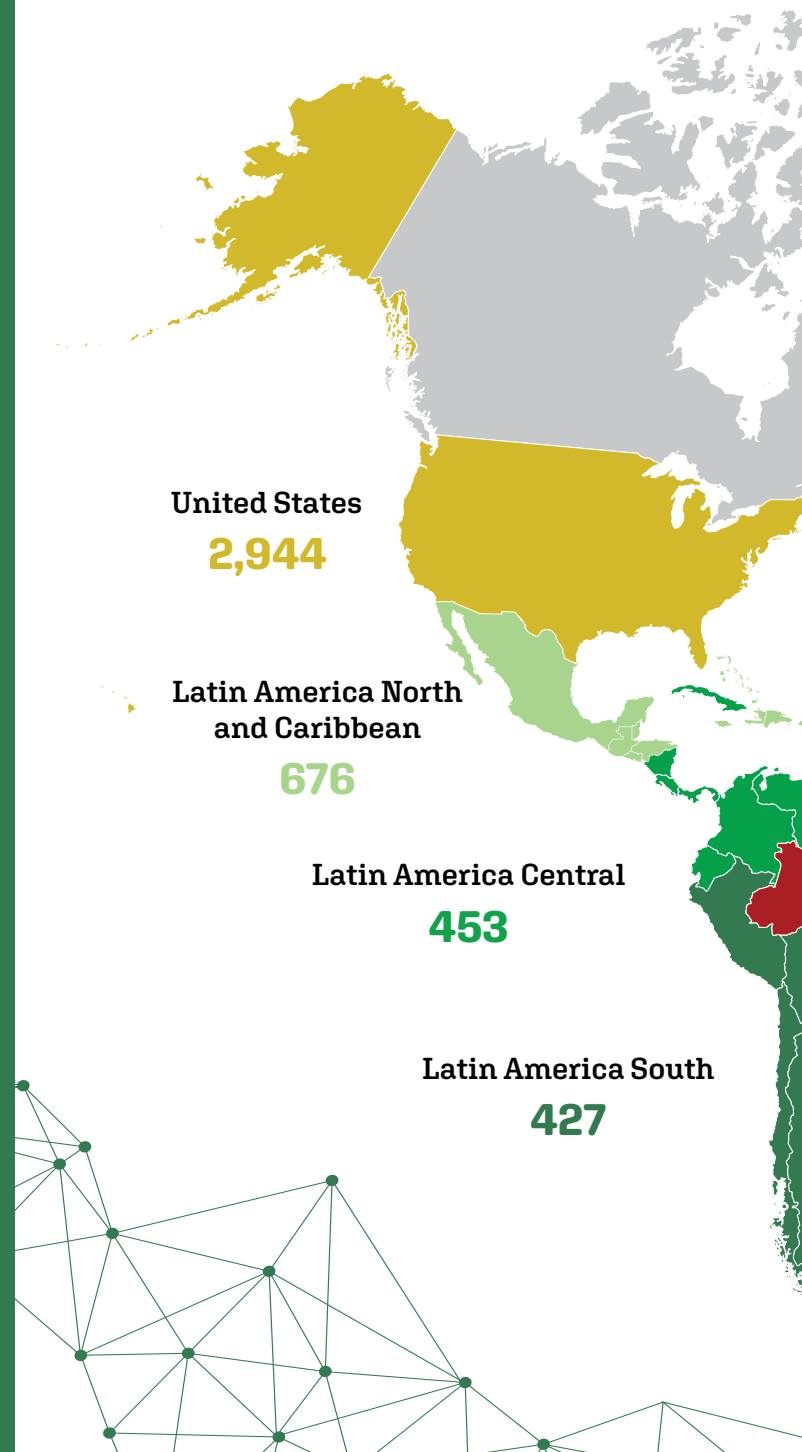 United States
2,944
Latin America North
and Caribbean
676
Latin America Central
453
Latin America South
427